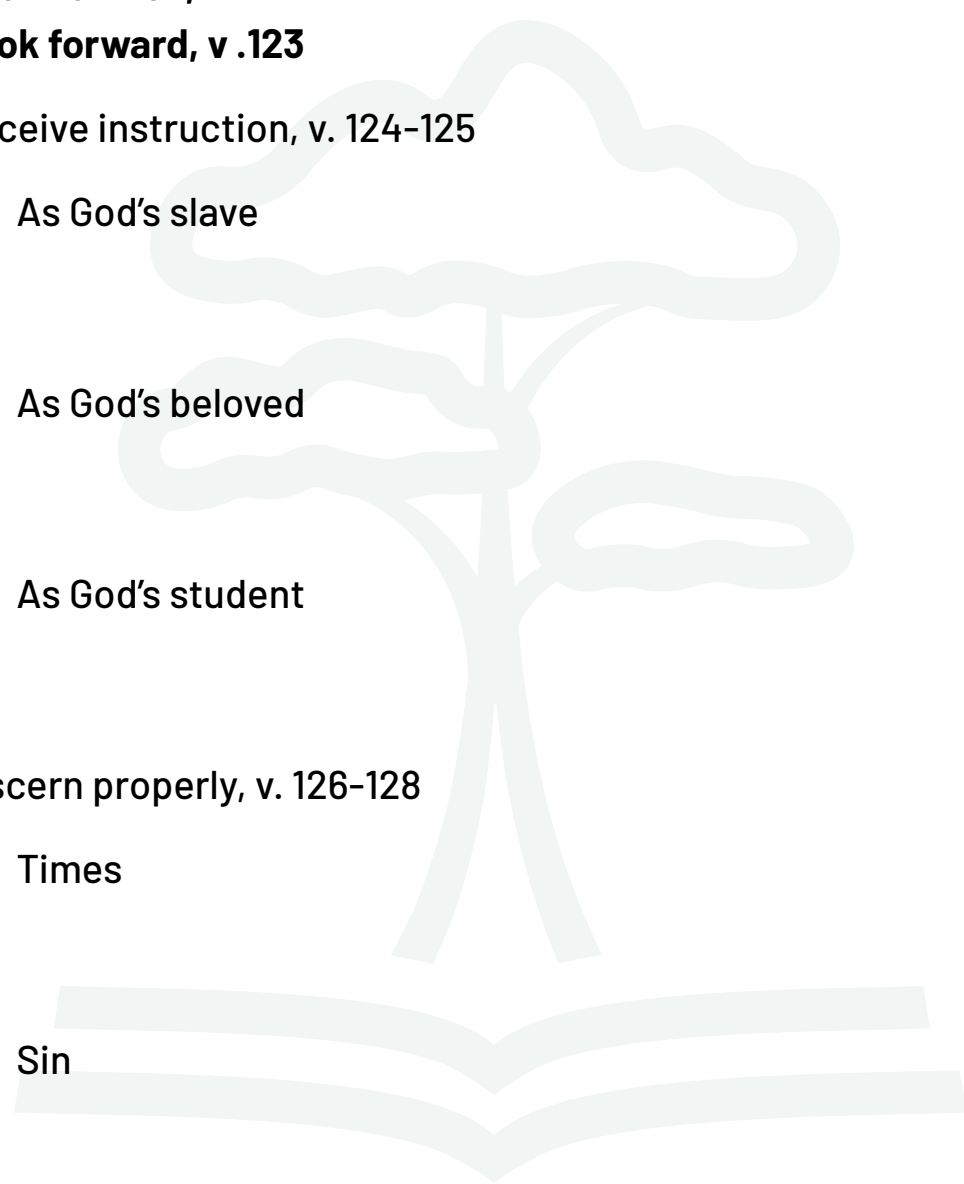 ok forward, v .123
ceive instruction, v. 124-125
As God’s slave
As God’s beloved
As God’s student
scern properly, v. 126-128
Times
Sin